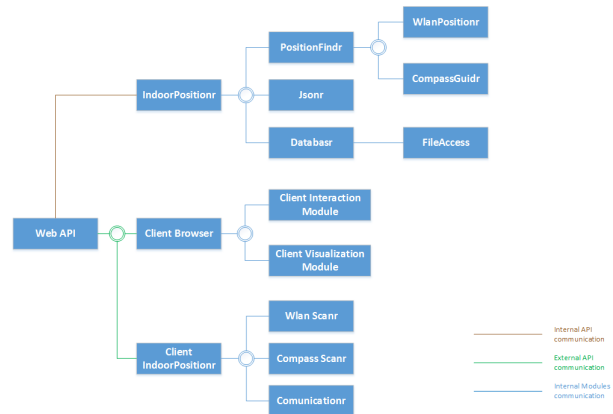 WlanPositionr
PositionFindr
CompassGuidr
IndoorPositionr
Jsonr
Databasr
FileAccess
Client Interaction
Module
Web API
Client Browser
Client Visualization
Module
Wlan Scanr
Client
IndoorPositionr
Compass Scanr
Comunicationr
Internal API
communication
External API
communication
Internal Modules
communication